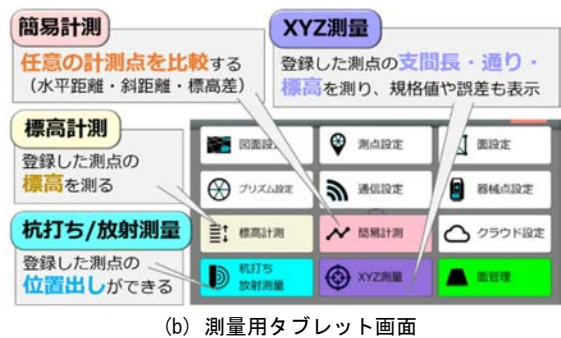 簡易計測
任意の計測点を比較する
（水平距離・斜距離・標高差）
XYZ測量
登録した測点の支間長・通り・
標高を測り、規格値や誤差も表示
標高計測
登録した測点の
標高を測る
杭打ち/放射測量
登録した測点の
位置出しができる
図面設定
測点設定
面設定
プリズム設定
通信設定
器械点設定
標高計測
簡易計測
クラウド設定
杭打ち
放射測量
XYZ測量
面管理
(b) 測量用タブレット画面